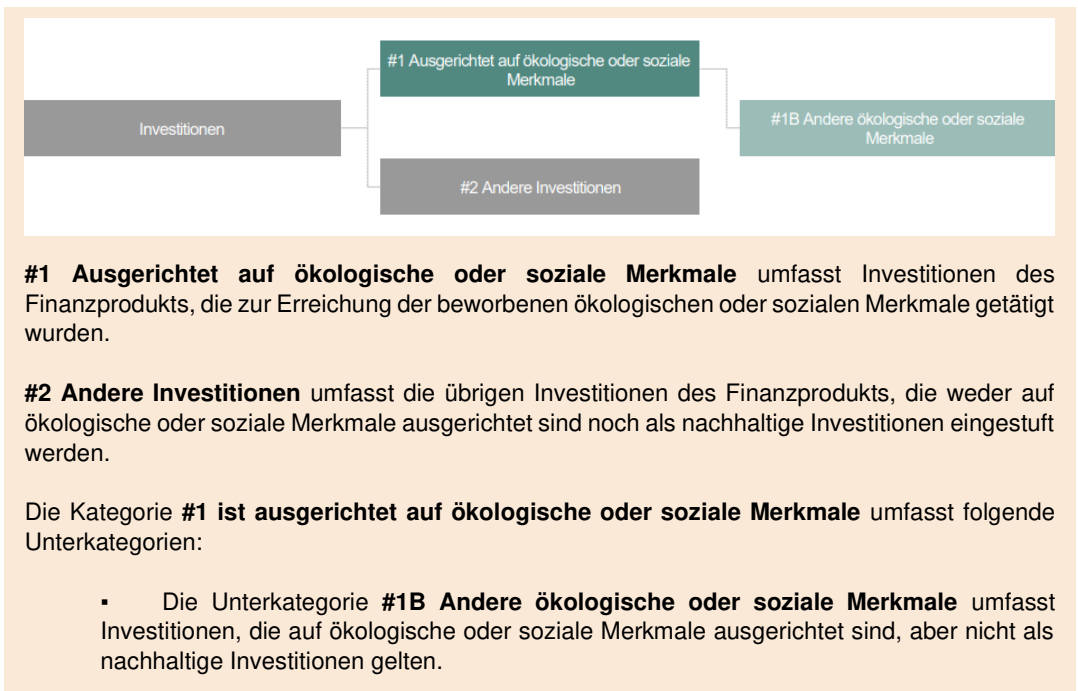 #1 Ausgerichtet auf ökologische oder soziale
Merkmale
Investitionen
#1B Andere ökologische oder soziale
Merkmale
#2 Andere Investitionen
#1 Ausgerichtet auf ökologische oder soziale Merkmale umfasst Investitionen des
Finanzprodukts, die zur Erreichung der beworbenen ökologischen oder sozialen Merkmale getätigt
wurden.
#2 Andere Investitionen umfasst die übrigen Investitionen des Finanzprodukts, die weder auf
ökologische oder soziale Merkmale ausgerichtet sind noch als nachhaltige Investitionen eingestuft
werden.
Die Kategorie #1 ist ausgerichtet auf ökologische oder soziale Merkmale umfasst folgende
Unterkategorien:
▪ Die Unterkategorie #1B Andere ökologische oder soziale Merkmale umfasst
Investitionen, die auf ökologische oder soziale Merkmale ausgerichtet sind, aber nicht als
nachhaltige Investitionen gelten.